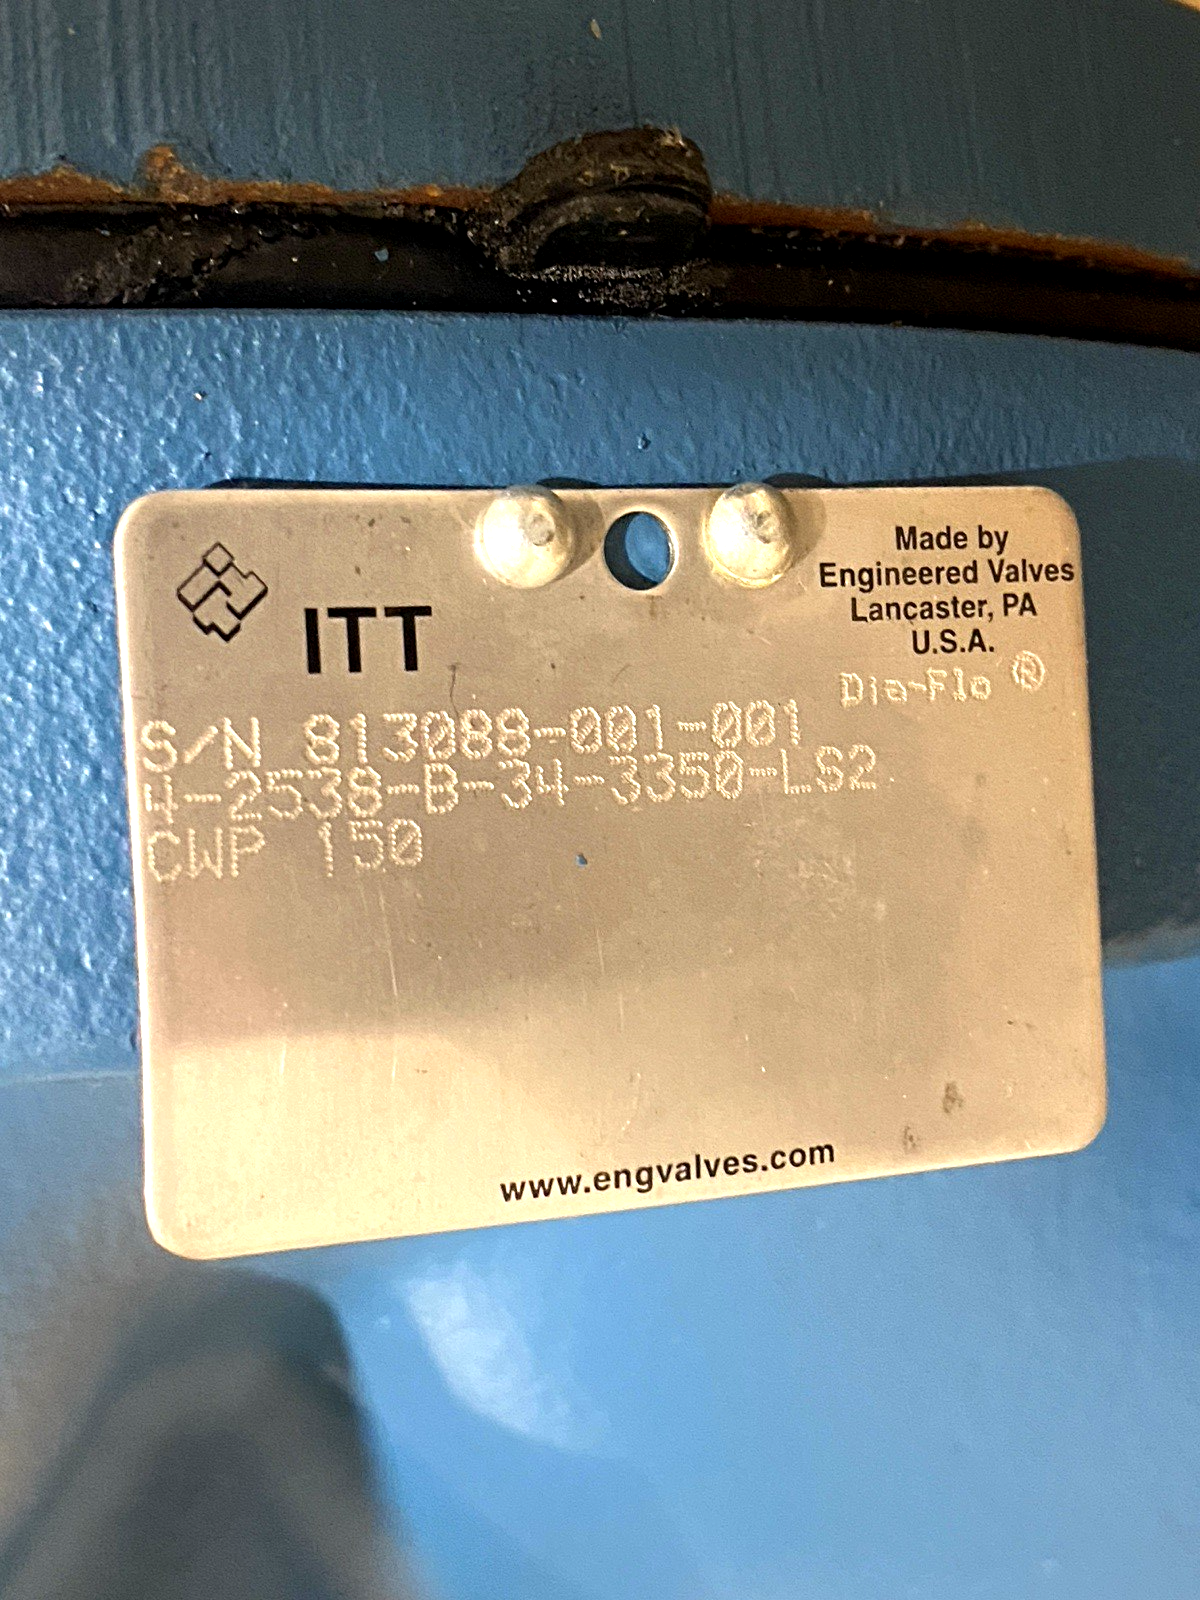 ITT
Made by
Engineered Valves
Lancaster, PA
U.S.A.
Dia-Flo ®
S/N 813088-001-001
4-2538-B-34-3350-LS2
CWP 150
www.engvalves.com